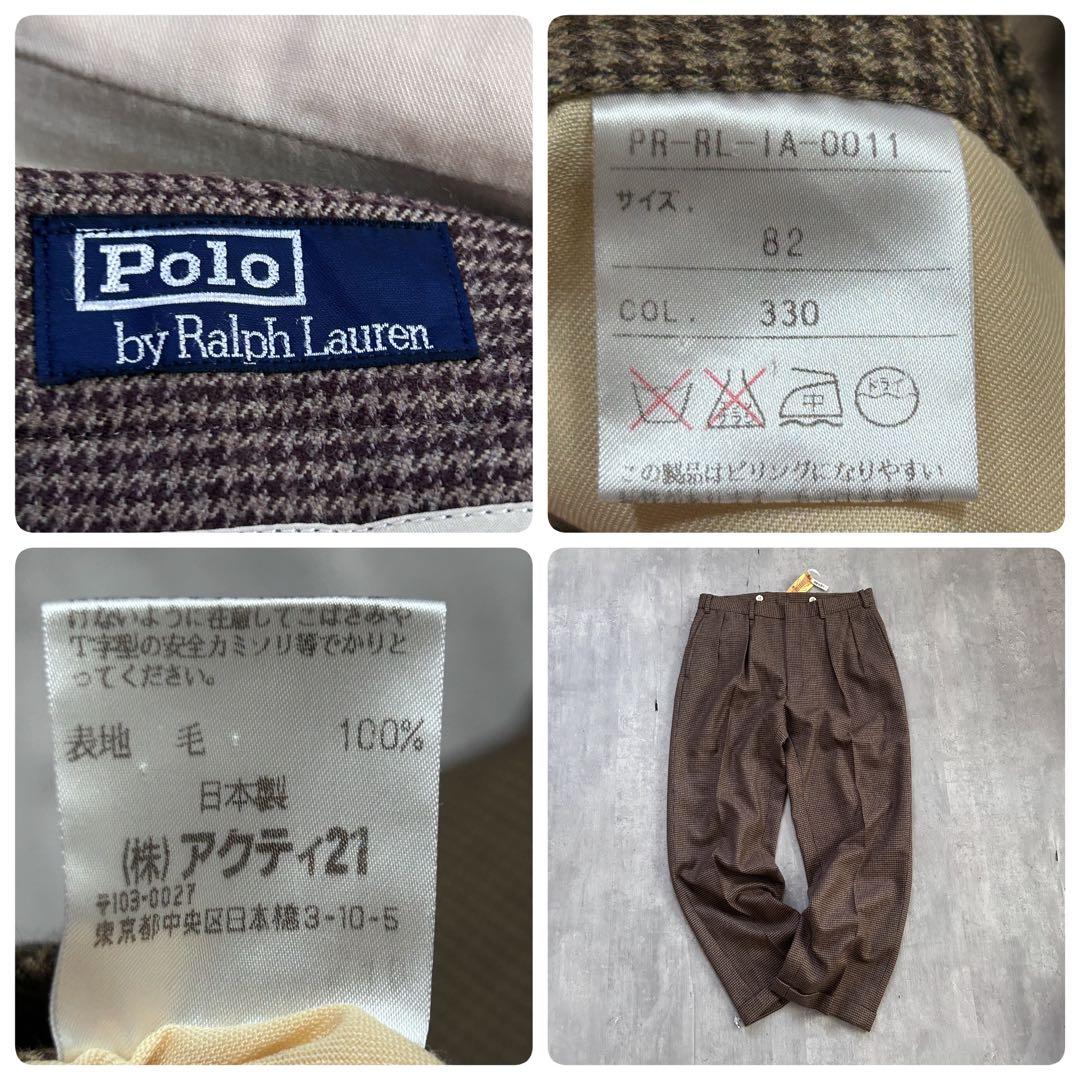 Polo
by Ralph Lauren
PR-RL-IA-0011
サイズ.
82
COL. 330
中
ドライ
この製品はピリングになりやすい
けないように注意してこばさみや
T字型の安全カミソリ等でかりと
ってください。
表地 毛 100%
日本製
(株)アクティ21
〒103-0027
東京都中央区日本橋3-10-5